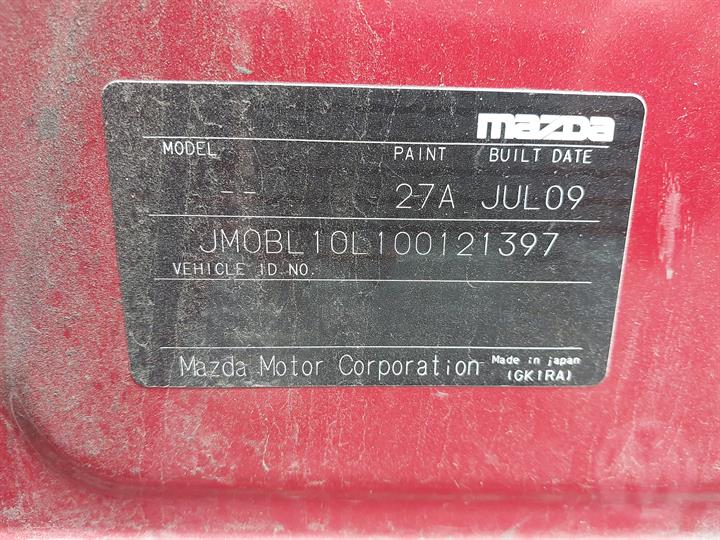 mazda
MODEL PAINT BUILT DATE
-- 27A JUL09
JM0BL10L100121397
VEHICLE ID NO.
Mazda Motor Corporation Made in japan
(GK1RA)